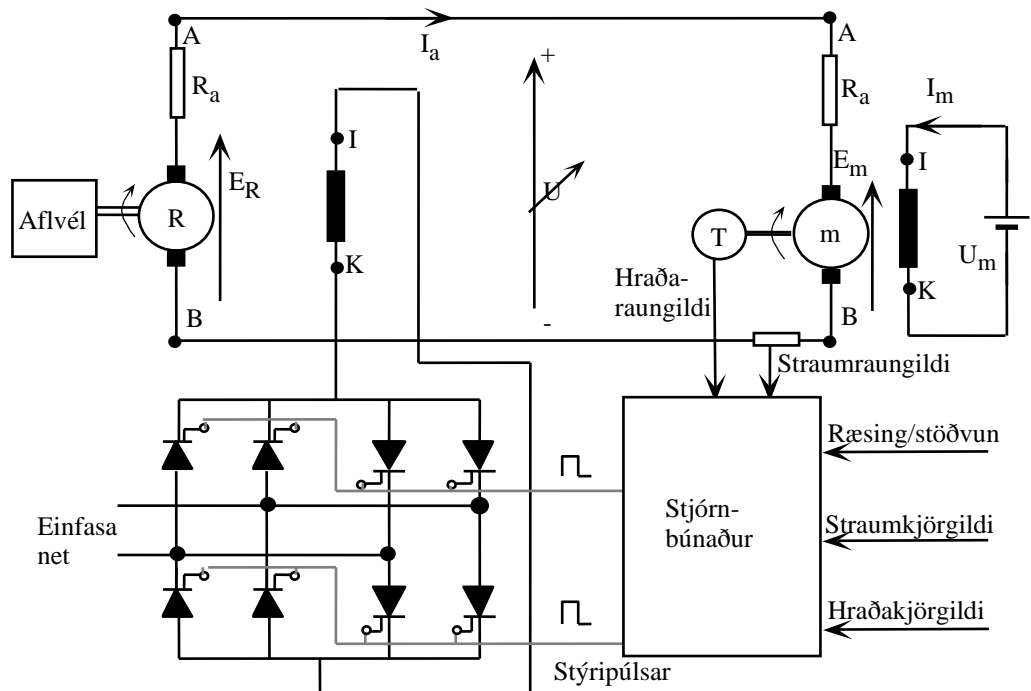 A
I_a
+
A
R_a
I
R_a
I_m
I
E_R
U
E_m
Aflvél
R
T
m
U_m
K
Hraða-
raungildi
K
B
-
B
Straumraungildi
Ræsing/stöðvun
Einfasa
net
Stjórn-
búnaður
Straumkjörgildi
Hraðakjörgildi
Stýripúlsar